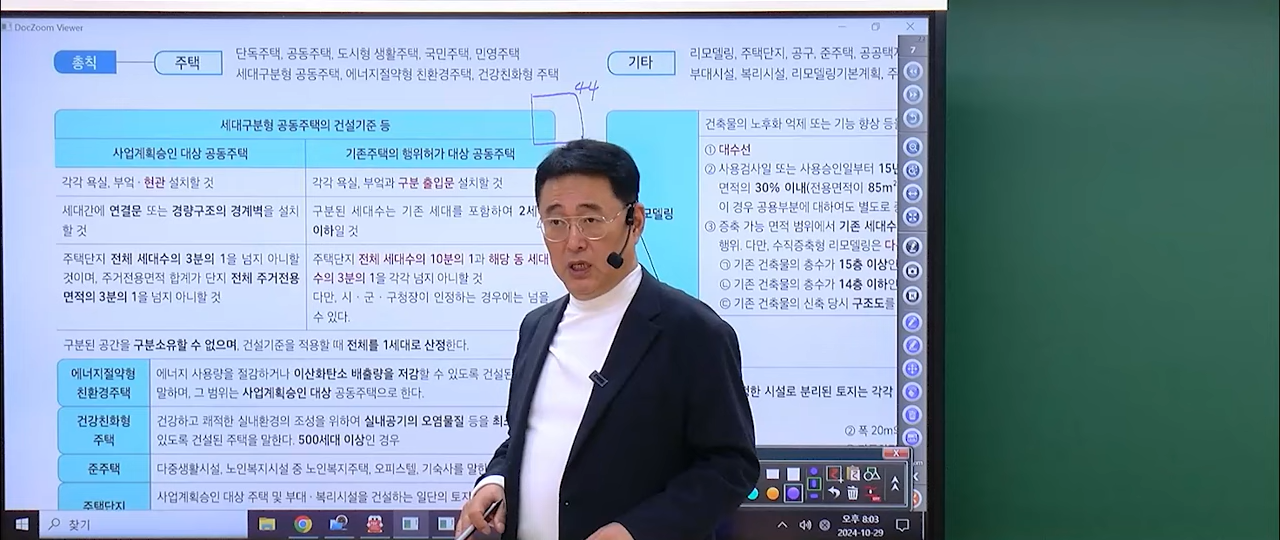 DocZoom Viewer
총칙
주택
단독주택, 공동주택, 도시형 생활주택, 국민주택, 민영주택
세대구분형 공동주택, 에너지절약형 친환경주택, 건강친화형 주택
기타
리모델링, 주택단지, 공구, 준주택, 공공택지
부대시설, 복리시설, 리모델링기본계획,
44
세대구분형 공동주택의 건설기준 등
사업계획승인 대상 공동주택
기존주택의 행위허가 대상 공동주택
각각 욕실, 부엌 · 현관 설치할 것
각각 욕실, 부엌과 구분 출입문 설치할 것
세대간에 연결문 또는 경량구조의 경계벽을 설치
할 것
구분된 세대수는 기존 세대를 포함하여 2세
이하일 것
주택단지 전체 세대수의 3분의 1을 넘지 아니할
것이며, 주거전용면적 합계가 단지 전체 주거전용
면적의 3분의 1을 넘지 아니할 것
주택단지 전체 세대수의 10분의 1과 해당 동 세대
수의 3분의 1을 각각 넘지 아니할 것
다만, 시 · 군 · 구청장이 인정하는 경우에는 넘을
수 있다.
구분된 공간을 구분소유할 수 없으며, 건설기준을 적용할 때 전체를 1세대로 산정한다.
에너지절약형
친환경주택
에너지 사용량을 절감하거나 이산화탄소 배출량을 저감할 수 있도록 건설된
말하며, 그 범위는 사업계획승인 대상 공동주택으로 한다.
건강친화형
주택
건강하고 쾌적한 실내환경의 조성을 위하여 실내공기의 오염물질 등을 최
있도록 건설된 주택을 말한다. 500세대 이상인 경우
준주택
다중생활시설, 노인복지시설 중 노인복지주택, 오피스텔, 기숙사를 말한
주택단지
사업계획승인 대상 주택 및 부대 · 복리시설을 건설하는 일단의 토지
모델링
건축물의 노후화 억제 또는 기능 향상 등을
① 대수선
② 사용검사일 또는 사용승인일부터 15년
면적의 30% 이내(전용면적이 85m²
이 경우 공용부분에 대하여도 별도로
③ 증축 가능 면적 범위에서 기존 세대수
행위. 다만, 수직증축형 리모델링은 다
㉠ 기존 건축물의 층수가 15층 이상인
㉡ 기존 건축물의 층수가 14층 이하인
㉢ 기존 건축물의 신축 당시 구조도를
한 시설로 분리된 토지는 각각
② 폭 20m
7
찾기
오후 8:03
2024-10-29